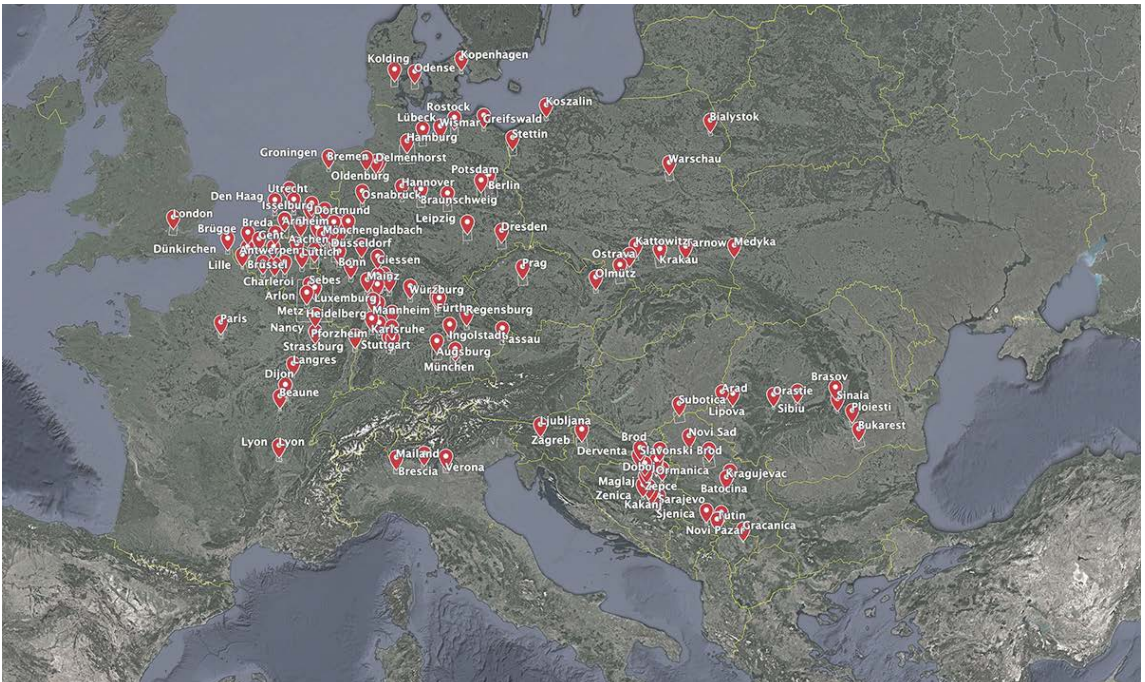 Kopenhagen
Kolding
Odense
Koszalin
Rostock
Lübeck
Wismar
Greifswald
Bialystok
Stettin
Hamburg
Groningen
Bremen
Delmenhorst
Warschau
Oldenburg
Potsdam
Hannover
Berlin
Utrecht
Den Haag
Osnabrück
Braunschweig
Isselburg
Dortmund
London
Breda
Arnheim
Leipzig
Brügge
Mönchengladbach
Dresden
Gent
Aachen
Düsseldorf
Dünkirchen
Antwerpen
Lüttich
Kattowitz
Tarnow
Medyka
Ostrava
Krakau
Lille
Brüssel
Bonn
Giessen
Prag
Olmütz
Charleroi
Sebes
Mainz
Arlon
Luxemburg
Würzburg
Metz
Heidelberg
Mannheim
Fürth
Regensburg
Paris
Nancy
Pforzheim
Karlsruhe
Ingolstadt
Passau
Strassburg
Stuttgart
Augsburg
Langres
München
Dijon
Beaune
Brasov
Arad
Orastie
Subotica
Sinaia
Lipova
Sibiu
Ploiesti
Ljubljana
Bukarest
Zagreb
Brod
Novi Sad
Lyon
Lyon
Derventa
Slavonski Brod
Mailand
Brescia
Verona
Doboj
Ormanica
Kragujevac
Maglaj
Zepce
Batocina
Zenica
Sarajevo
Kakanj
Sjenica
Tutin
Novi Pazar
Gracanica